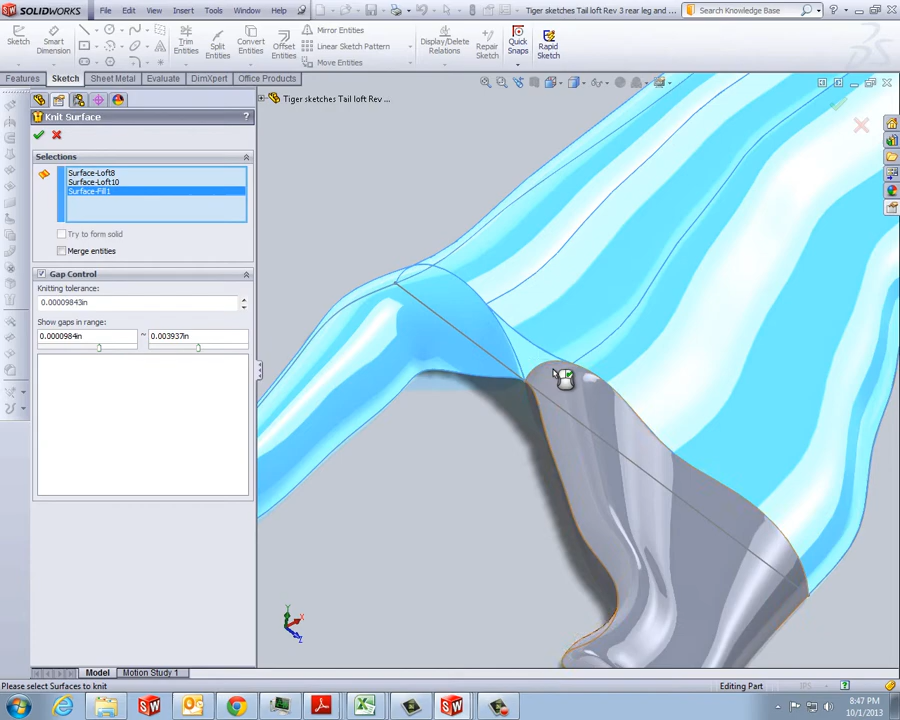 SOLIDWORKS File Edit View Insert Tools Window Help Tiger sketches Tail loft Rev 3 rear leg and ... Search Knowledge Base
Sketch Smart Dimension Trim Entities Split Entities Convert Entities Offset Entities Mirror Entities Display/Delete Relations Repair Sketch Quick Snaps Rapid Sketch
Linear Sketch Pattern
Move Entities
Features Sketch Sheet Metal Evaluate DimXpert Office Products
Tiger sketches Tail loft Rev ...
Knit Surface ?
Selections
Surface-Loft8
Surface-Loft10
Surface-Fill1
Try to form solid
Merge entities
Gap Control
Knitting tolerance:
0.00009843in
Show gaps in range:
0.0000984in ~ 0.003937in
Y
X
Z
Model Motion Study 1
Please select Surfaces to knit Editing Part IPS
8:47 PM
10/1/2013